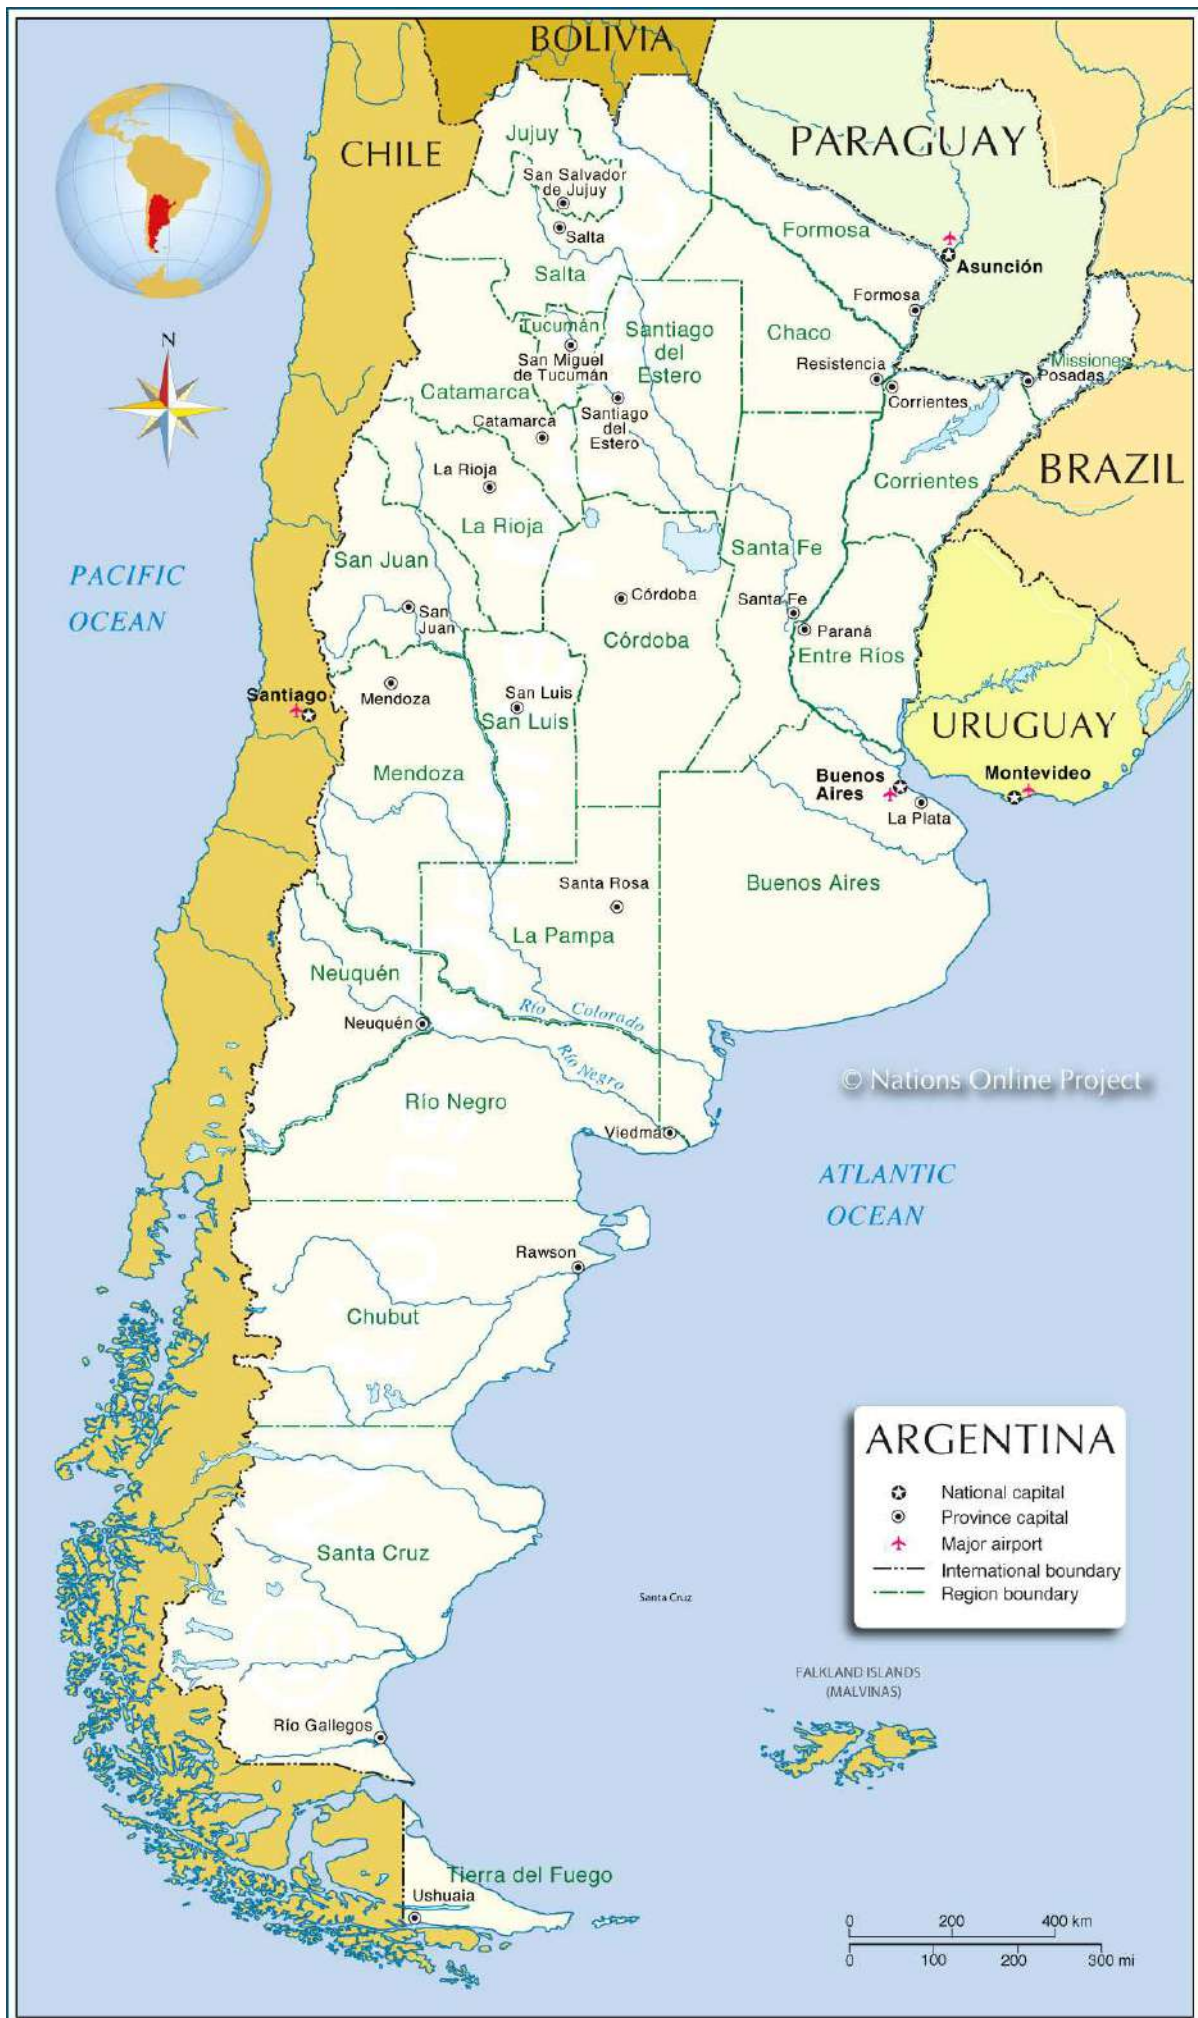 BOLIVIA
CHILE
PARAGUAY
Jujuy
San Salvador
de Jujuy
Salta
Formosa
Asunción
Salta
Formosa
N
Tucumán
Santiago
del
Estero
Chaco
San Miguel
de Tucumán
Resistencia
Missiones
Posadas
Catamarca
Corrientes
Catamarca
Santiago
del
Estero
BRAZIL
La Rioja
Corrientes
La Rioja
San Juan
Santa Fe
PACIFIC
OCEAN
San
Juan
Córdoba
Santa Fe
Paraná
Córdoba
Entre Ríos
Santiago
Mendoza
San Luis
San Luis
URUGUAY
Mendoza
Buenos
Aires
Montevideo
La Plata
Santa Rosa
Buenos Aires
La Pampa
Neuquén
Río Colorado
Neuquén
Río Negro
© Nations Online Project
Río Negro
Viedma
ATLANTIC
OCEAN
Rawson
Chubut
ARGENTINA
National capital
Province capital
Major airport
International boundary
Region boundary
Santa Cruz
Santa Cruz
FALKLAND ISLANDS
(MALVINAS)
Río Gallegos
Tierra del Fuego
Ushuaia
0 200 400 km
0 100 200 300 mi